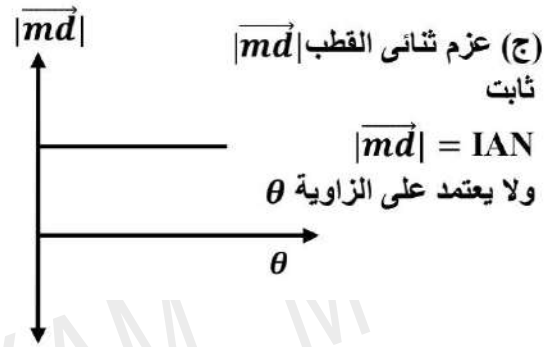 |md|
(ج) عزم ثنائى القطب |md|
ثابت
|md| = IAN
ولا يعتمد على الزاوية θ
θ